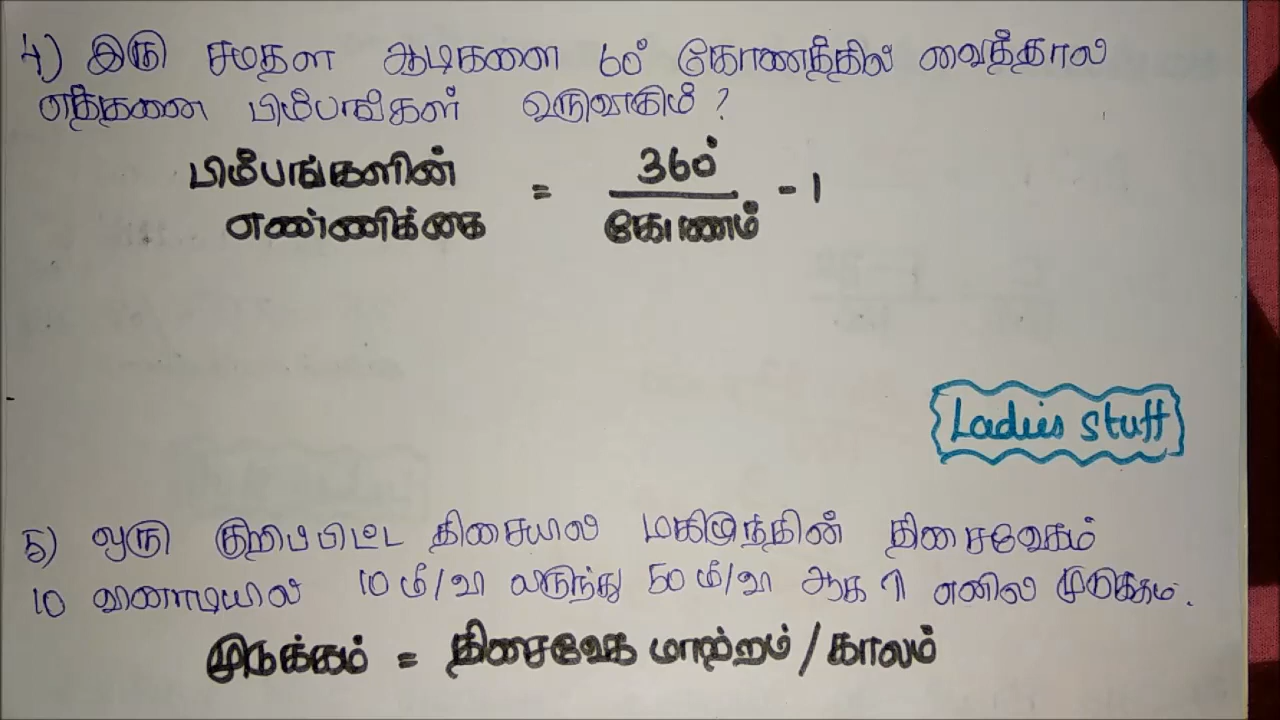 4) இரு சமதள ஆடிகளை 60° கோணத்தில் வைத்தால்
எத்தனை பிம்பங்கள் உருவாகும் ?
பிம்பங்களின் எண்ணிக்கை = 360° / கோணம் - 1
Ladies stuff
5) ஒரு குறிப்பிட்ட திசையில் மகிழுந்தின் திசைவேகம்
10 வினாடியில் 10 மீ/வி லிருந்து 50 மீ/வி ஆக எனில் முடுக்கம்.
முடுக்கம் = திசைவேக மாற்றம் / காலம்